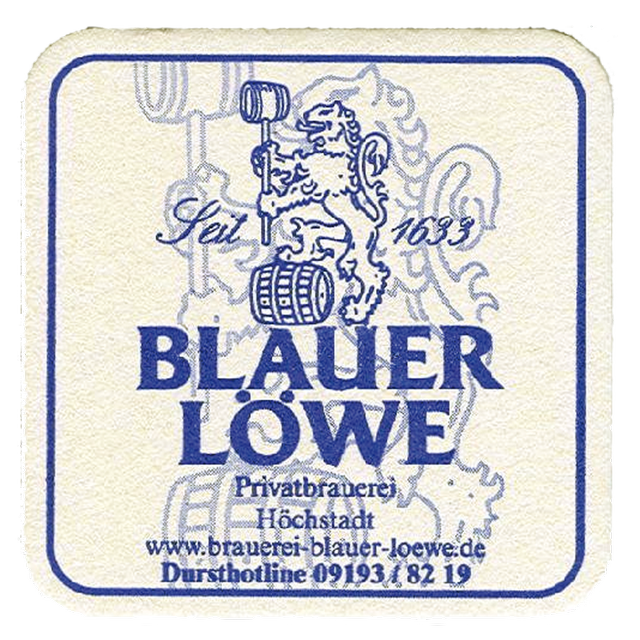 Seit 1633
BLAUER
LÖWE
Privatbrauerei
Höchstadt
www.brauerei-blauer-loewe.de
Dursthotline 09193 / 82 19